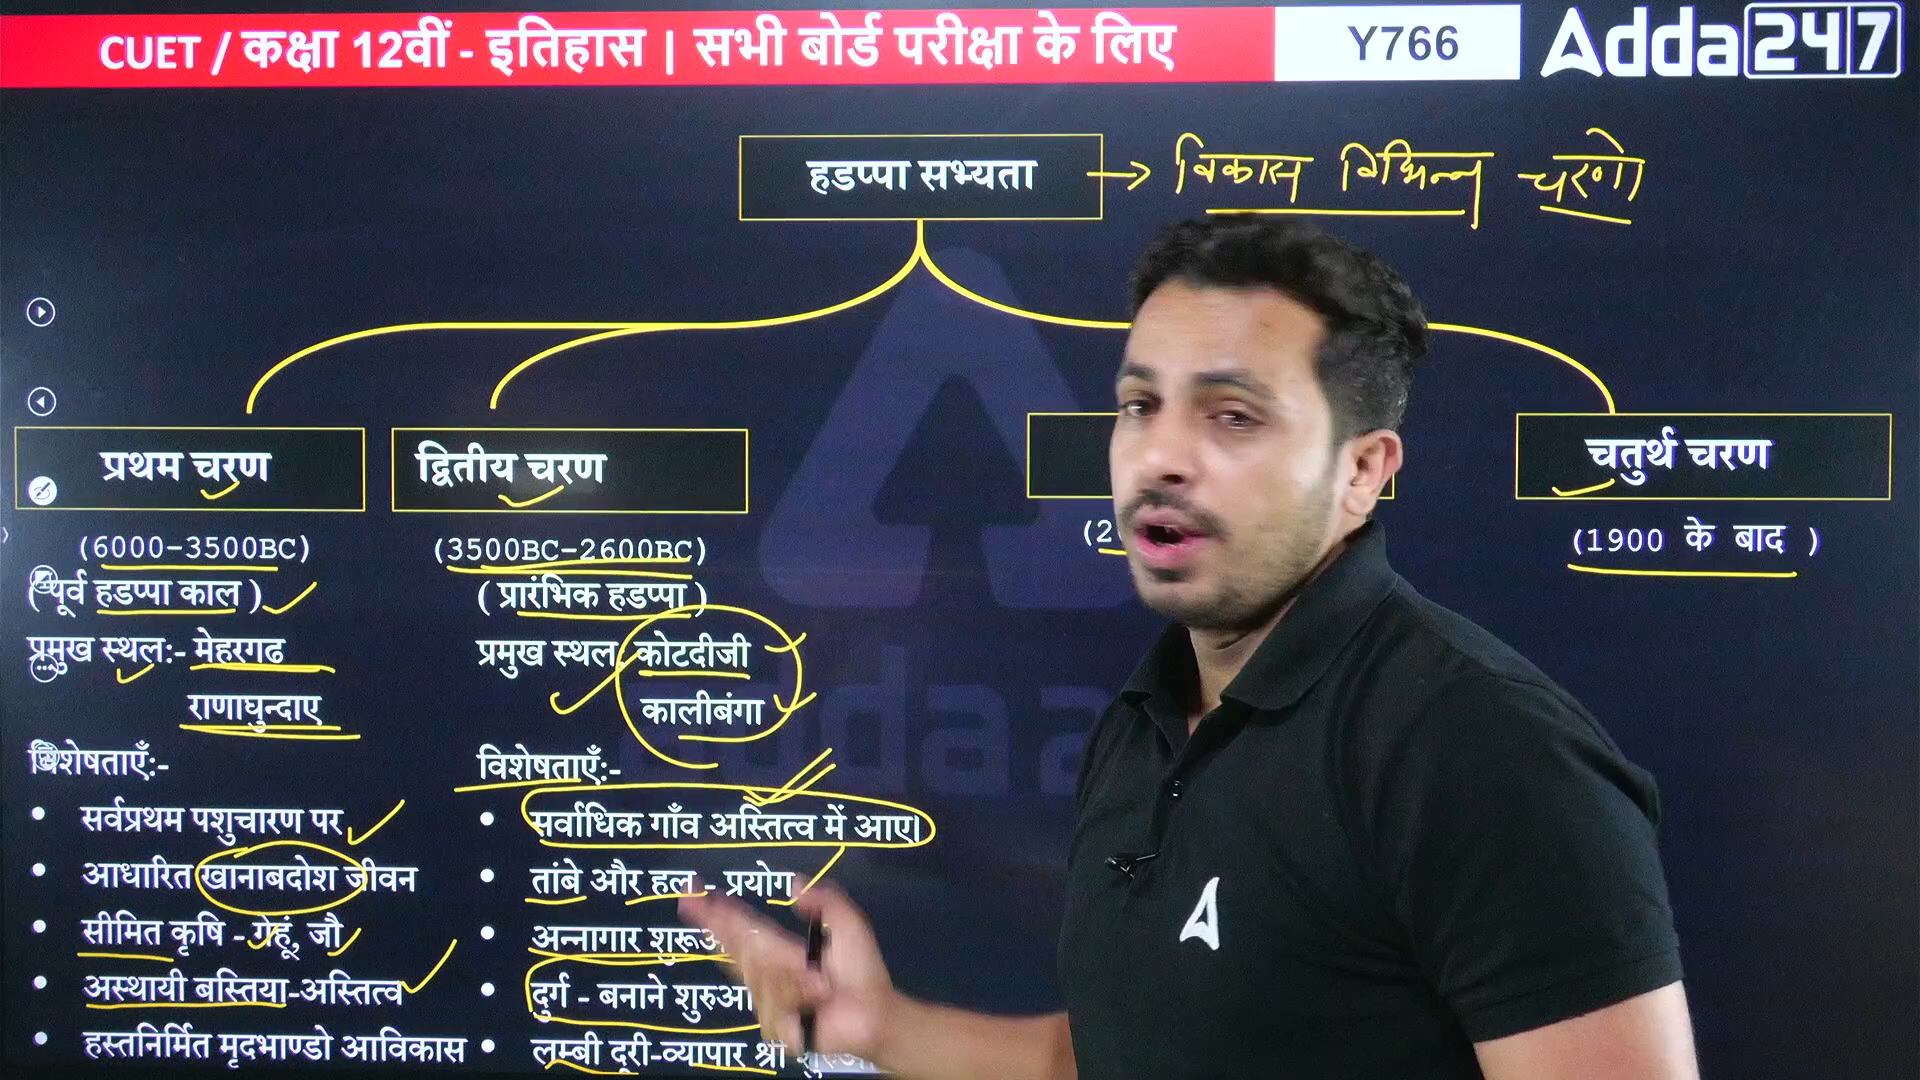 CUET / कक्षा 12वीं - इतिहास | सभी बोर्ड परीक्षा के लिए
Y766
Adda247
हडप्पा सभ्यता
विकास विभिन्न चरणो
प्रथम चरण
(6000-3500BC)
(पूर्व हडप्पा काल )
प्रमुख स्थल:- मेहरगढ
राणाघुन्दाए
विशेषताएँ:-
• सर्वप्रथम पशुचारण पर
• आधारित खानाबदोश जीवन
• सीमित कृषि - गेहूं, जौ
• अस्थायी बस्तिया-अस्तित्व
• हस्तनिर्मित मृदभाण्डो आविकास
द्वितीय चरण
(3500BC-2600BC)
( प्रारंभिक हडप्पा )
प्रमुख स्थल कोटदीजी
कालीबंगा
विशेषताएँ:-
• सर्वाधिक गाँव अस्तित्व में आए।
• तांबे और हल - प्रयोग
• अन्नागार
• दुर्ग - बनाने
• लम्बी दूरी-व्यापार
चतुर्थ चरण
(1900 के बाद )